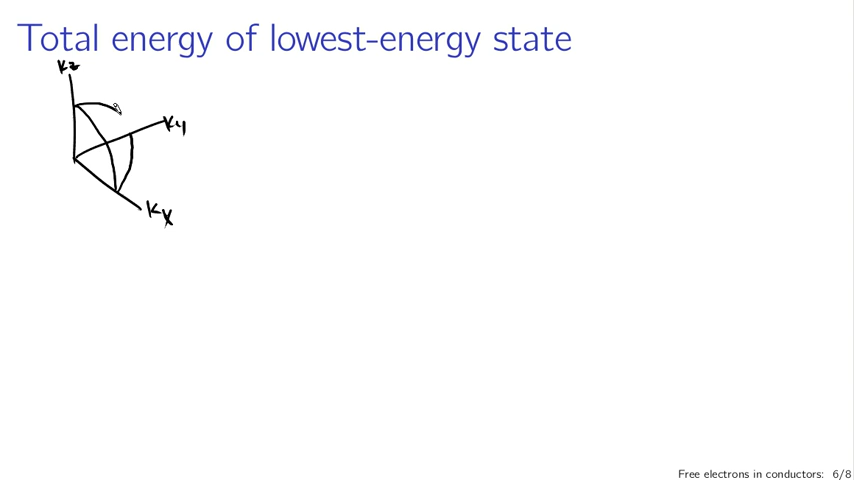 Total energy of lowest-energy state
kz
ky
kx
Free electrons in conductors: 6/8